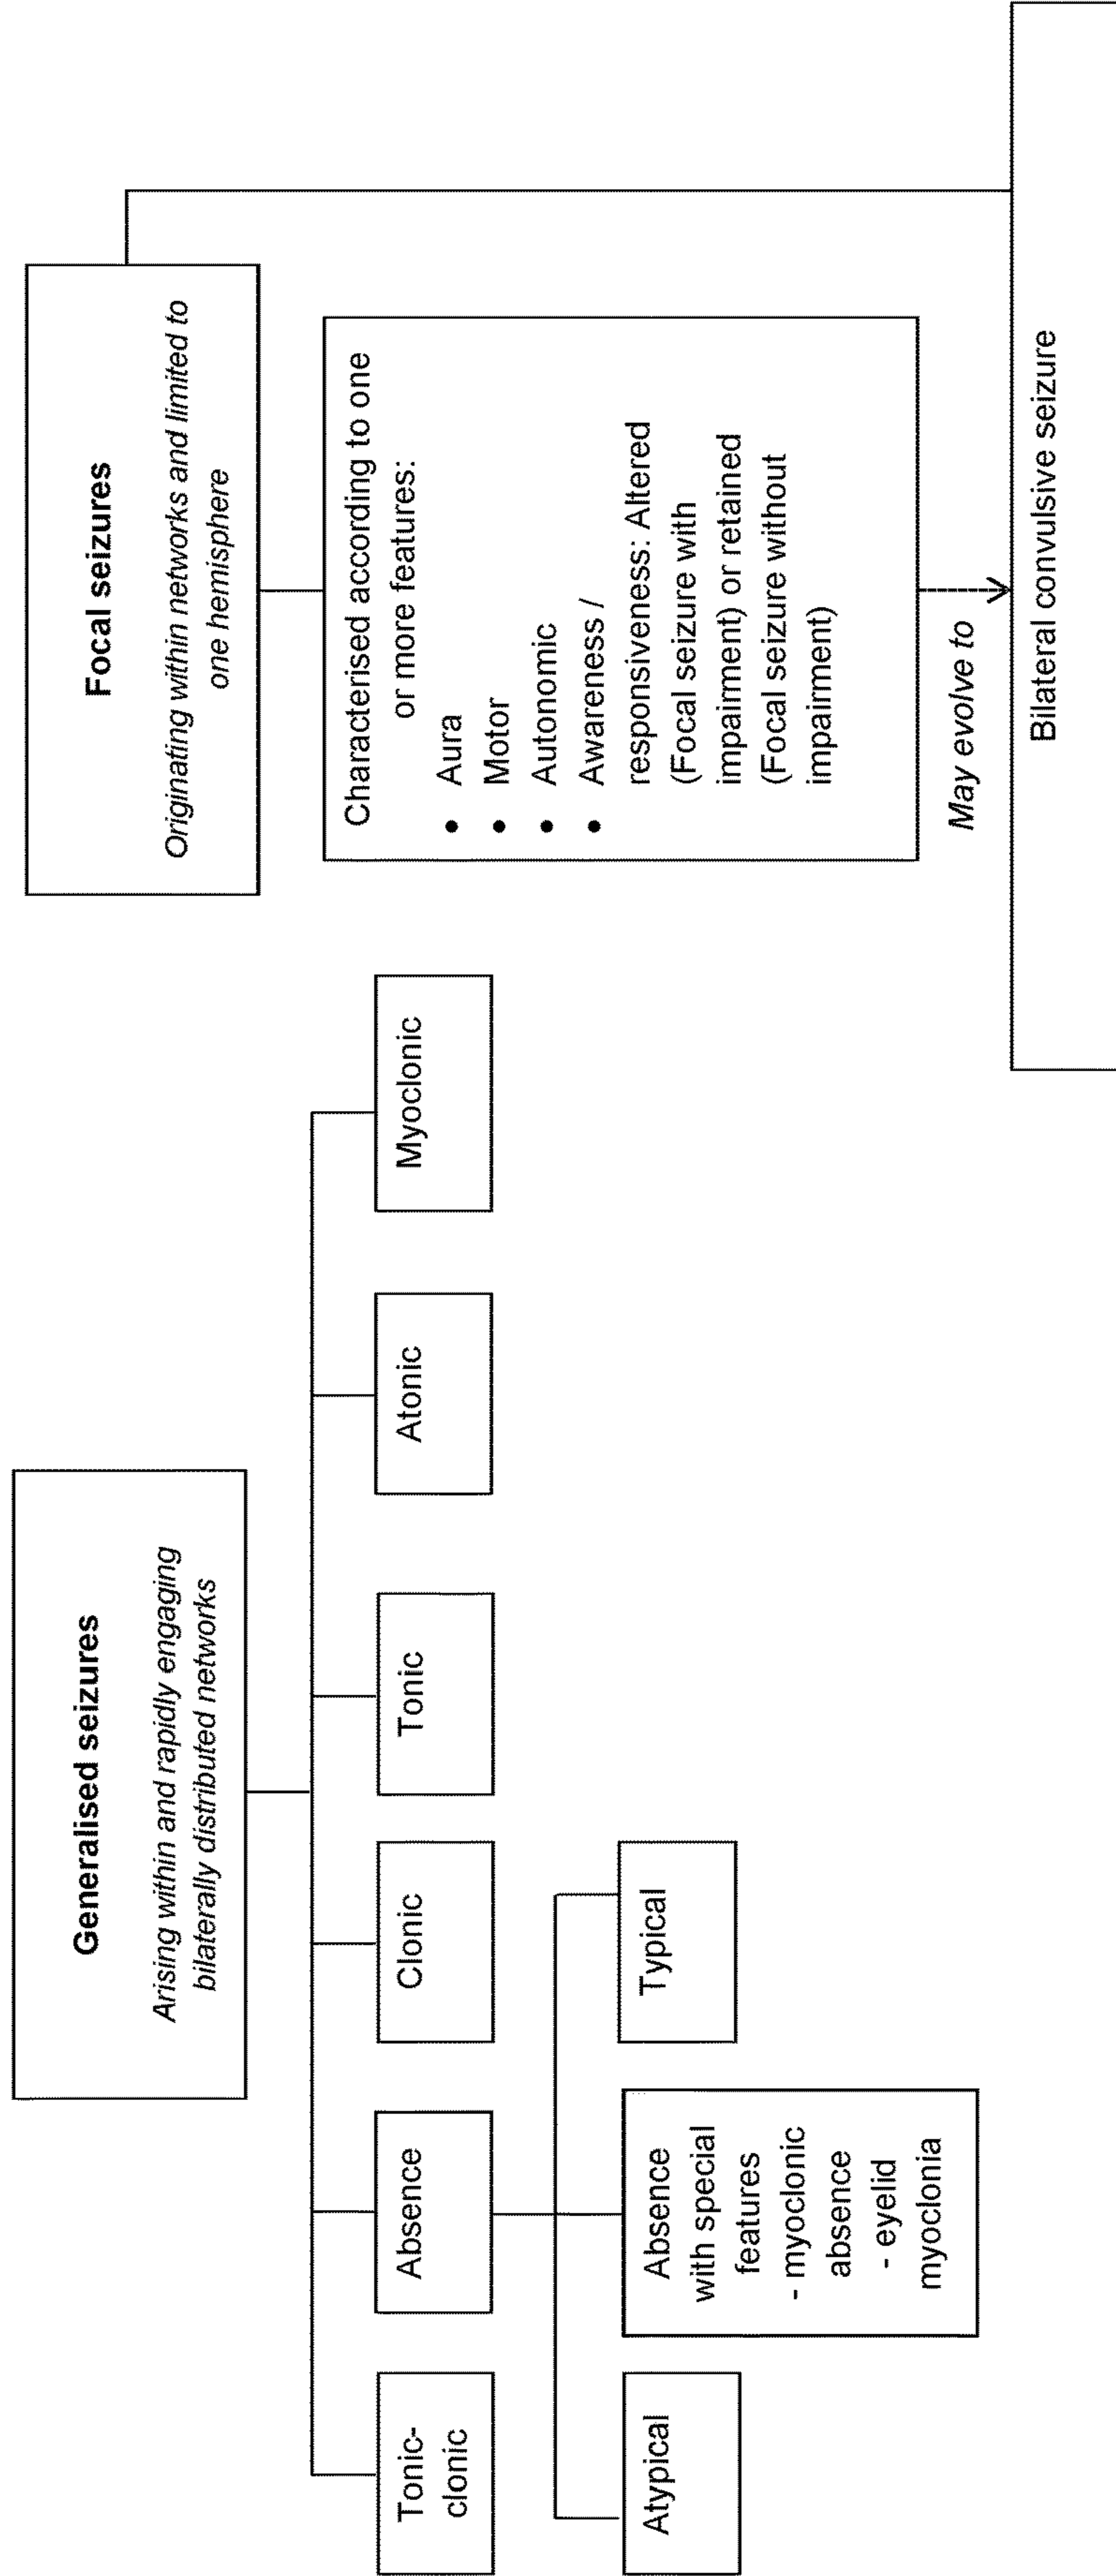 Generalised seizures
Arising within and rapidly engaging
bilaterally distributed networks
Tonic-
clonic
Absence
Clonic
Tonic
Atonic
Myoclonic
Atypical
Absence
with special
features
- myoclonic
absence
- eyelid
myoclonia
Typical
Focal seizures
Originating within networks and limited to
one hemisphere
Characterised according to one
or more features:
• Aura
• Motor
• Autonomic
• Awareness /
responsiveness: Altered
(Focal seizure with
impairment) or retained
(Focal seizure without
impairment)
May evolve to
Bilateral convulsive seizure